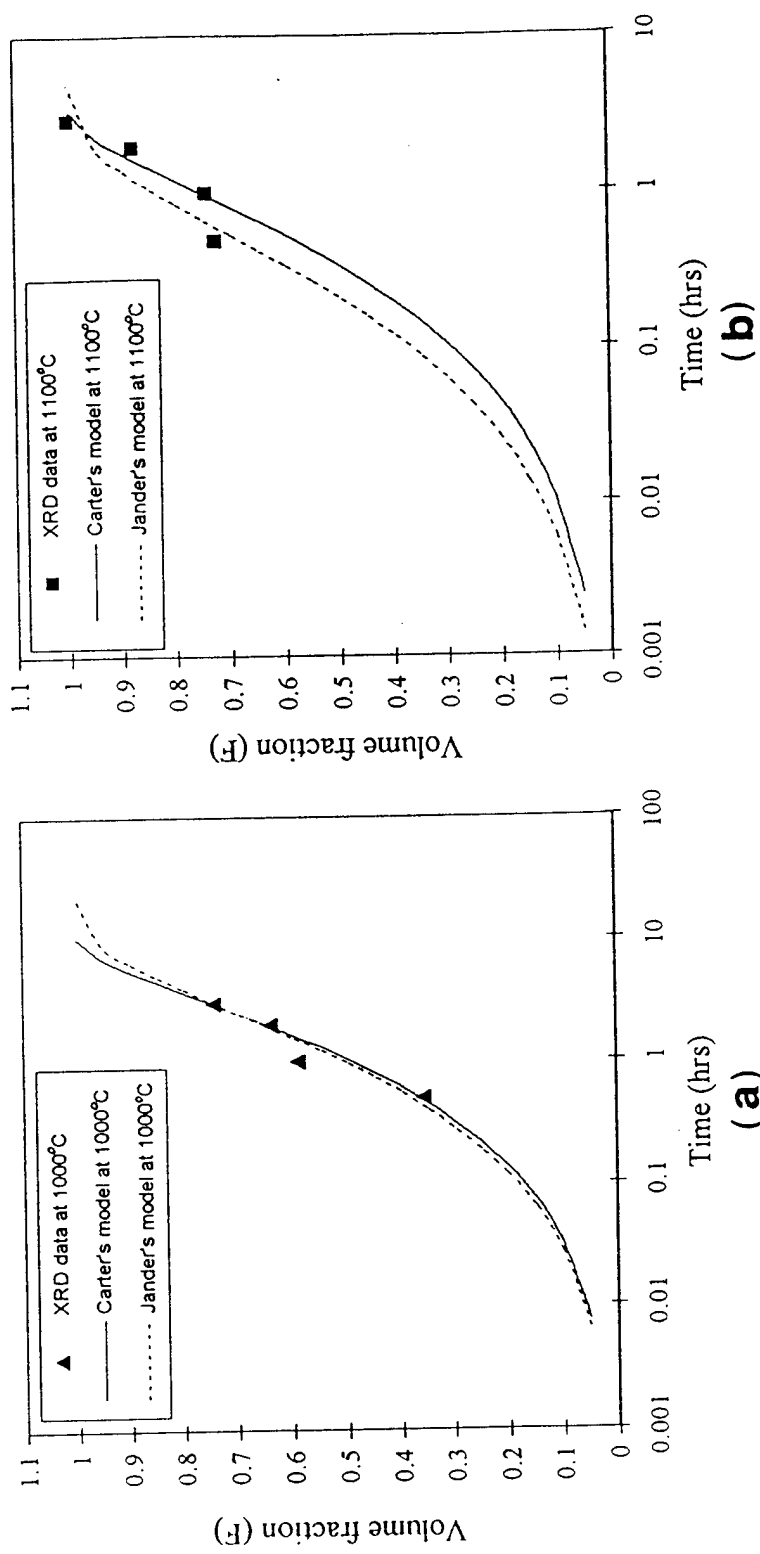 1.1
1
0.9
0.8
0.7
0.6
0.5
0.4
0.3
0.2
0.1
0
Volume fraction (F)
XRD data at 1000°C
Carter's model at 1000°C
Jander's model at 1000°C
0.001
0.01
0.1
1
10
100
Time (hrs)
(a)
1.1
1
0.9
0.8
0.7
0.6
0.5
0.4
0.3
0.2
0.1
0
Volume fraction (F)
XRD data at 1100°C
Carter's model at 1100°C
Jander's model at 1100°C
0.001
0.01
0.1
1
10
Time (hrs)
(b)